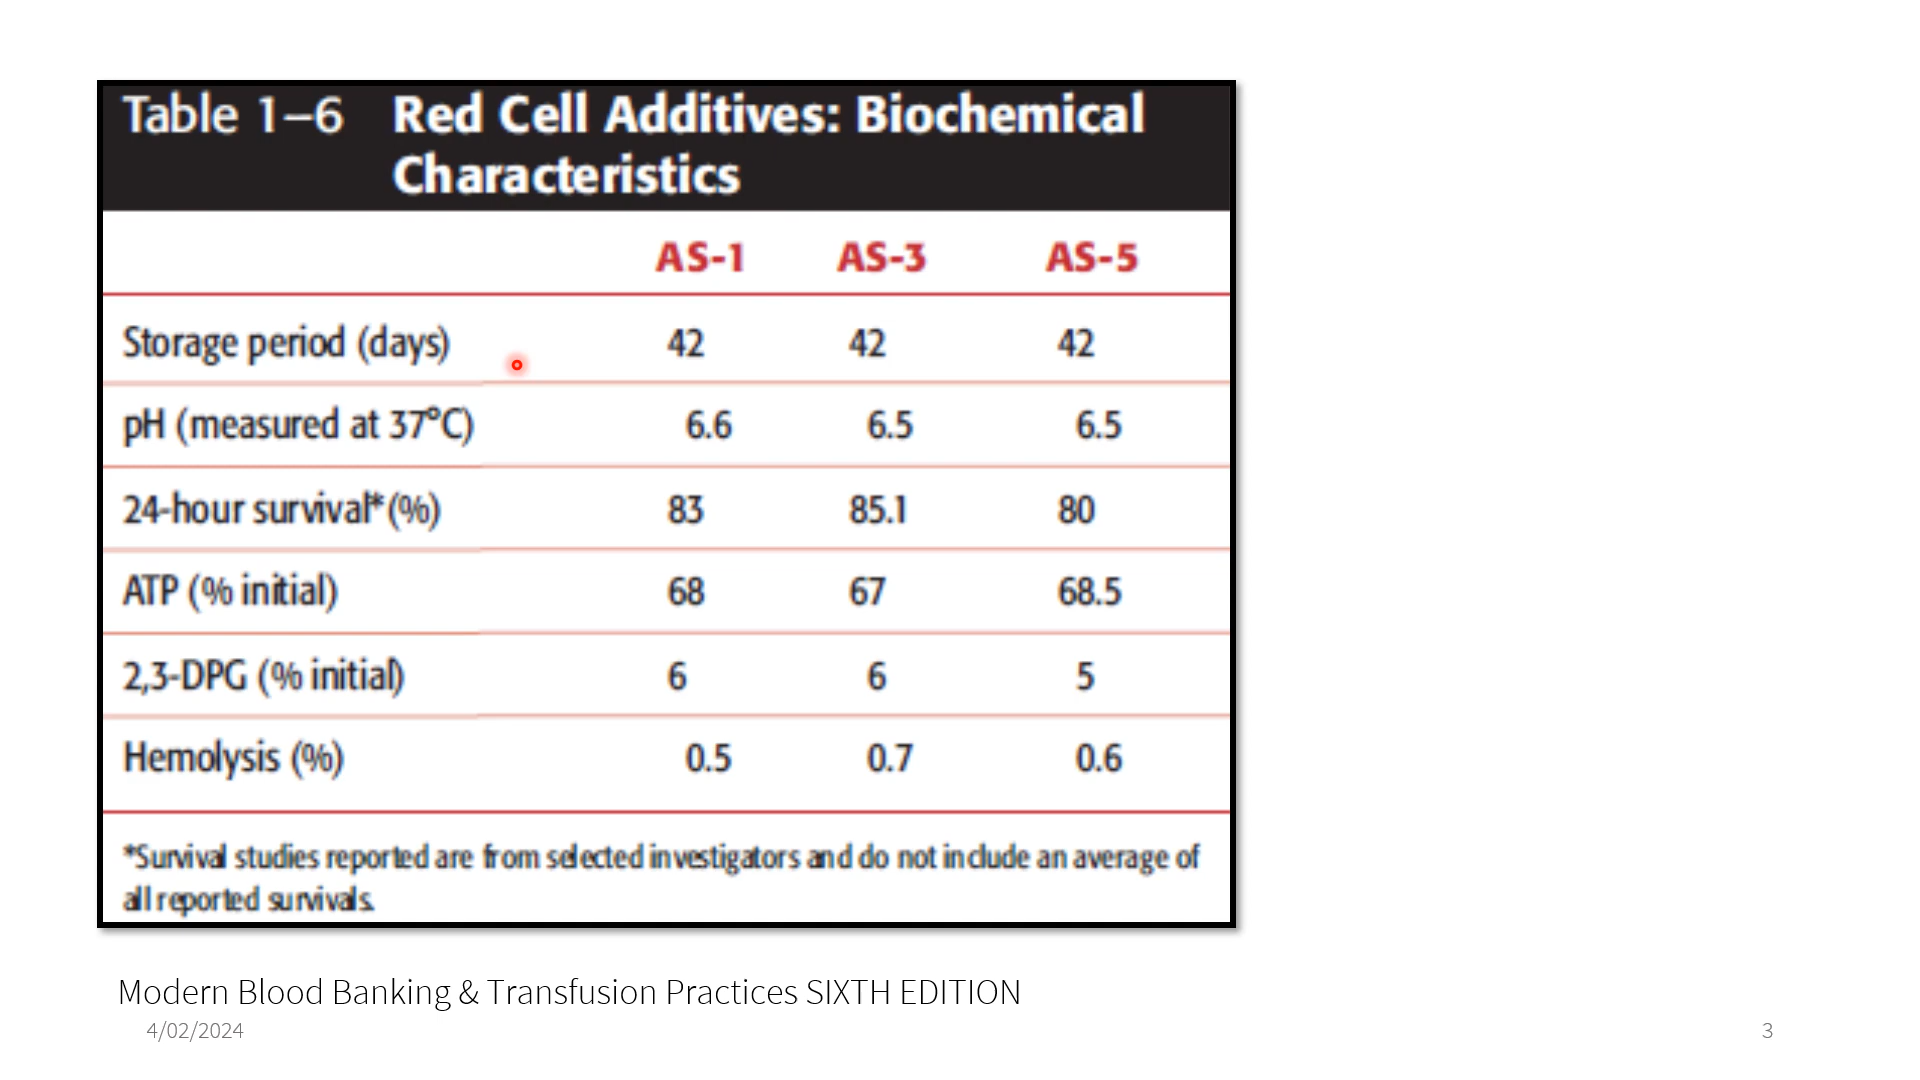 Table 1–6 Red Cell Additives: Biochemical
Characteristics
AS-1 AS-3 AS-5
Storage period (days) 42 42 42
pH (measured at 37°C) 6.6 6.5 6.5
24-hour survival* (%) 83 85.1 80
ATP (% initial) 68 67 68.5
2,3-DPG (% initial) 6 6 5
Hemolysis (%) 0.5 0.7 0.6
*Survival studies reported are from selected investigators and do not include an average of
all reported survivals.
Modern Blood Banking & Transfusion Practices SIXTH EDITION
4/02/2024
3